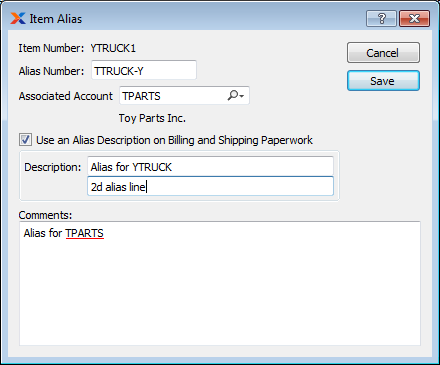 Item Alias
Item Number: YTRUCK1
Cancel
Alias Number: TTRUCK-Y
Save
Associated Account TPARTS
Toy Parts Inc.
Use an Alias Description on Billing and Shipping Paperwork
Description: Alias for YTRUCK
2d alias line
Comments:
Alias for TPARTS